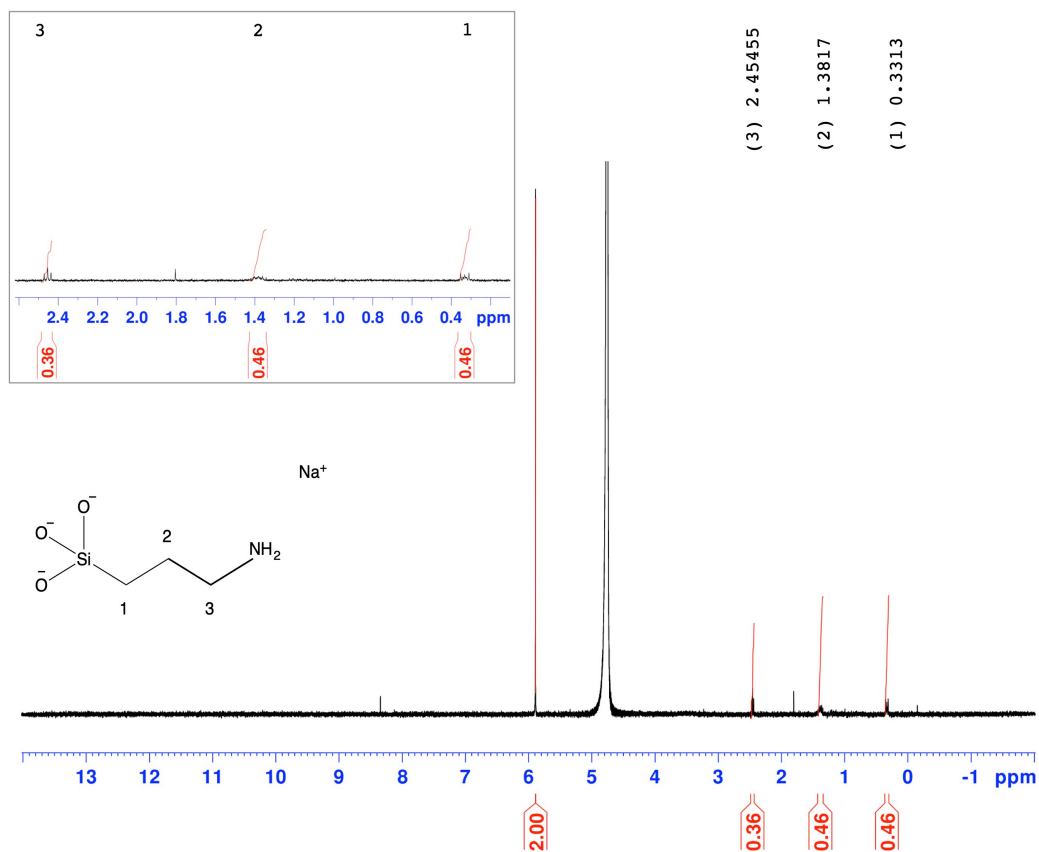 3 2 1
2.4 2.2 2.0 1.8 1.6 1.4 1.2 1.0 0.8 0.6 0.4 ppm
0.36 0.46 0.46
(3) 2.45455
(2) 1.3817
(1) 0.3313
Na+
O−
O−
O−
Si
NH2
2
1
3
13 12 11 10 9 8 7 6 5 4 3 2 1 0 -1 ppm
2.00 0.36 0.46 0.46